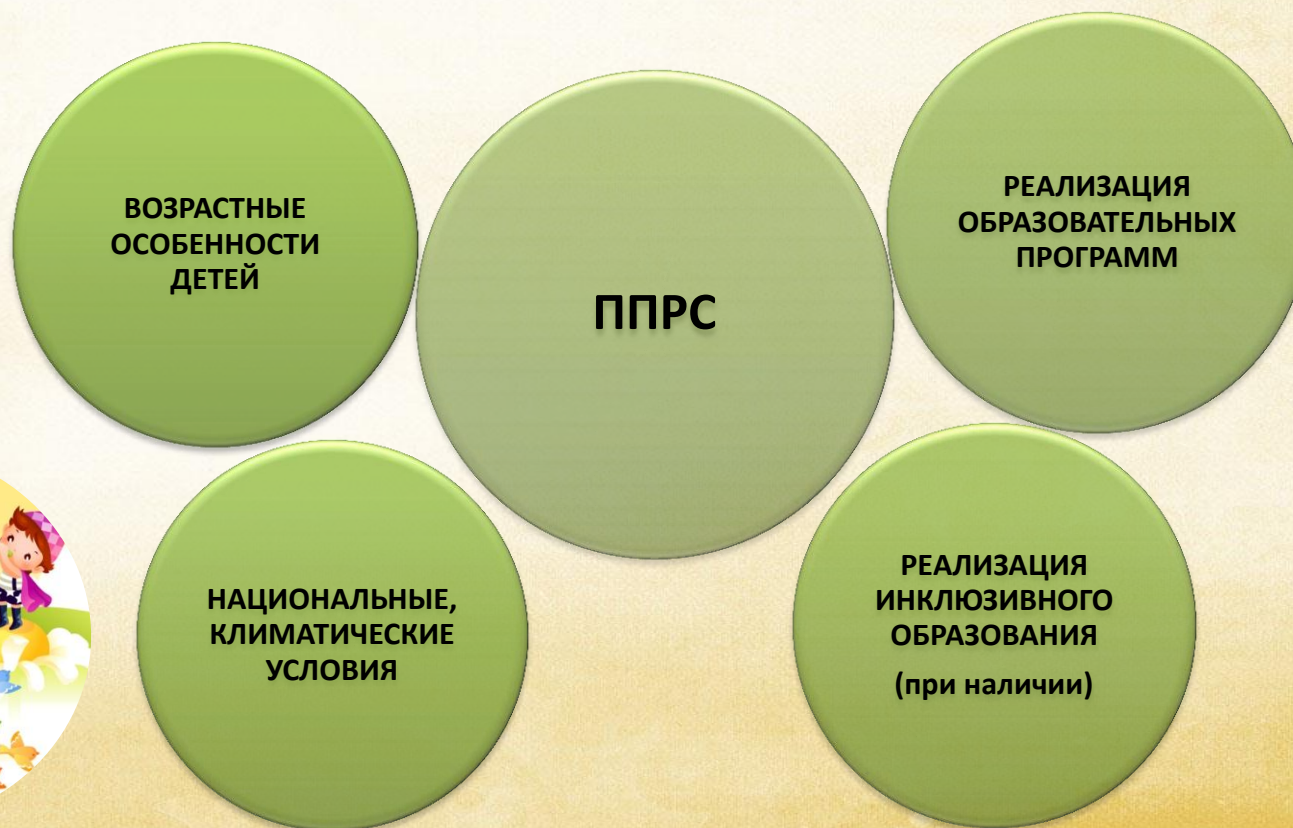 ВОЗРАСТНЫЕ
ОСОБЕННОСТИ
ДЕТЕЙ
ППРС
РЕАЛИЗАЦИЯ
ОБРАЗОВАТЕЛЬНЫХ
ПРОГРАММ
НАЦИОНАЛЬНЫЕ,
КЛИМАТИЧЕСКИЕ
УСЛОВИЯ
РЕАЛИЗАЦИЯ
ИНКЛЮЗИВНОГО
ОБРАЗОВАНИЯ
(при наличии)